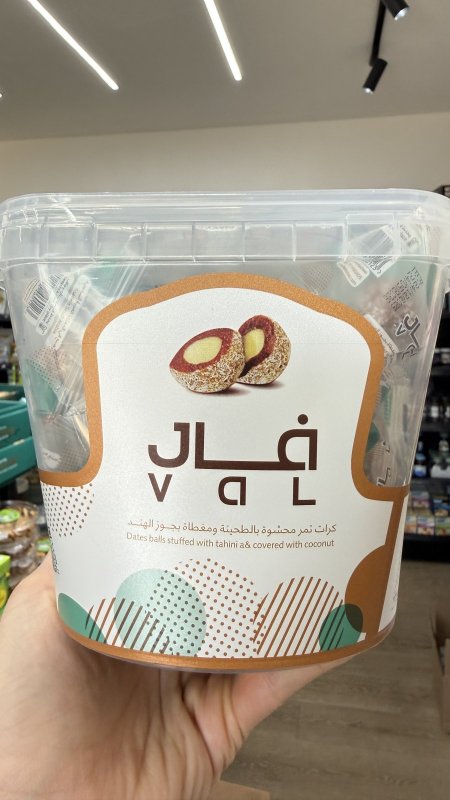 فال
VaL
كرات تمر محشوة بالطحينة ومغطاة بجوز الهند
Dates balls stuffed with tahini a& covered with coconut